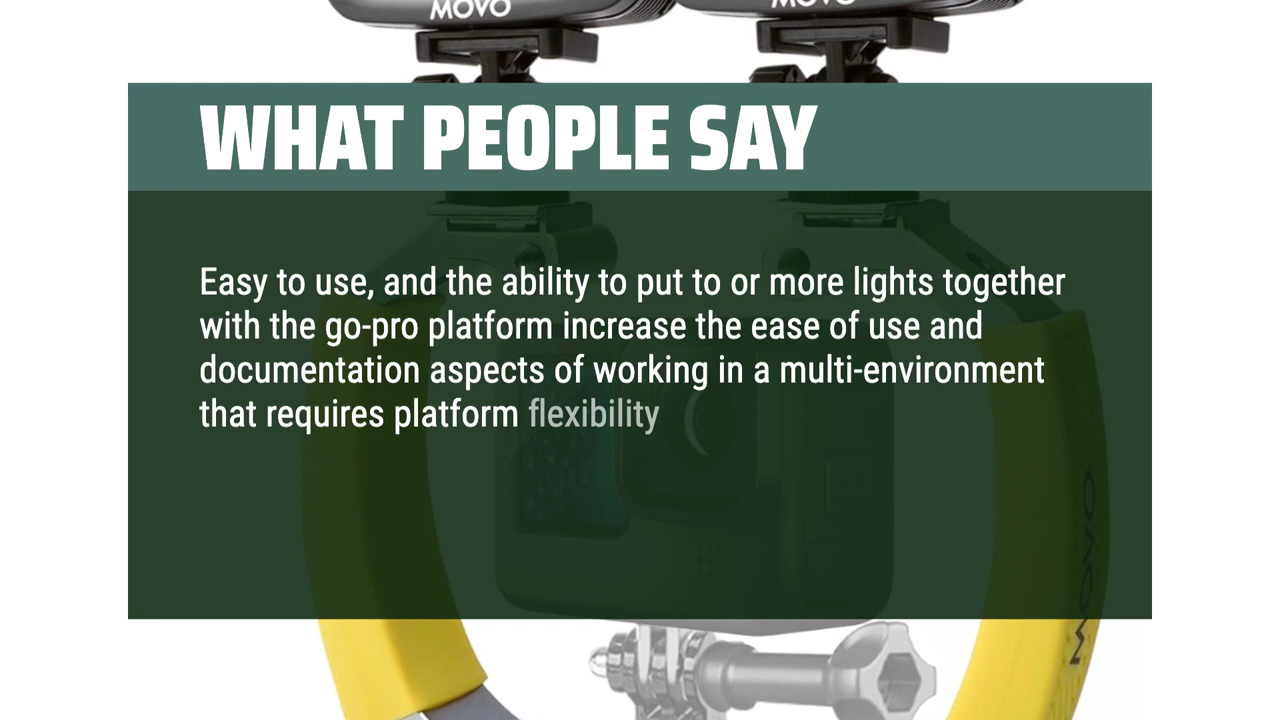 MOVO MOVO
WHAT PEOPLE SAY
Easy to use, and the ability to put to or more lights together
with the go-pro platform increase the ease of use and
documentation aspects of working in a multi-environment
that requires platform flexibility
MOVO